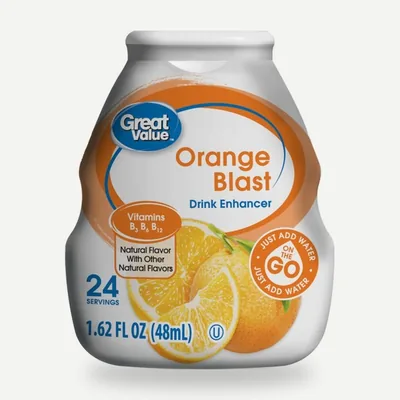 Great
Value™
Orange
Blast
Drink Enhancer
Vitamins
B₃ B₆ B₁₂
Natural Flavor
With Other
Natural Flavors
JUST ADD WATER
ON THE
GO
JUST ADD WATER
24
SERVINGS
1.62 FL OZ (48mL)
U